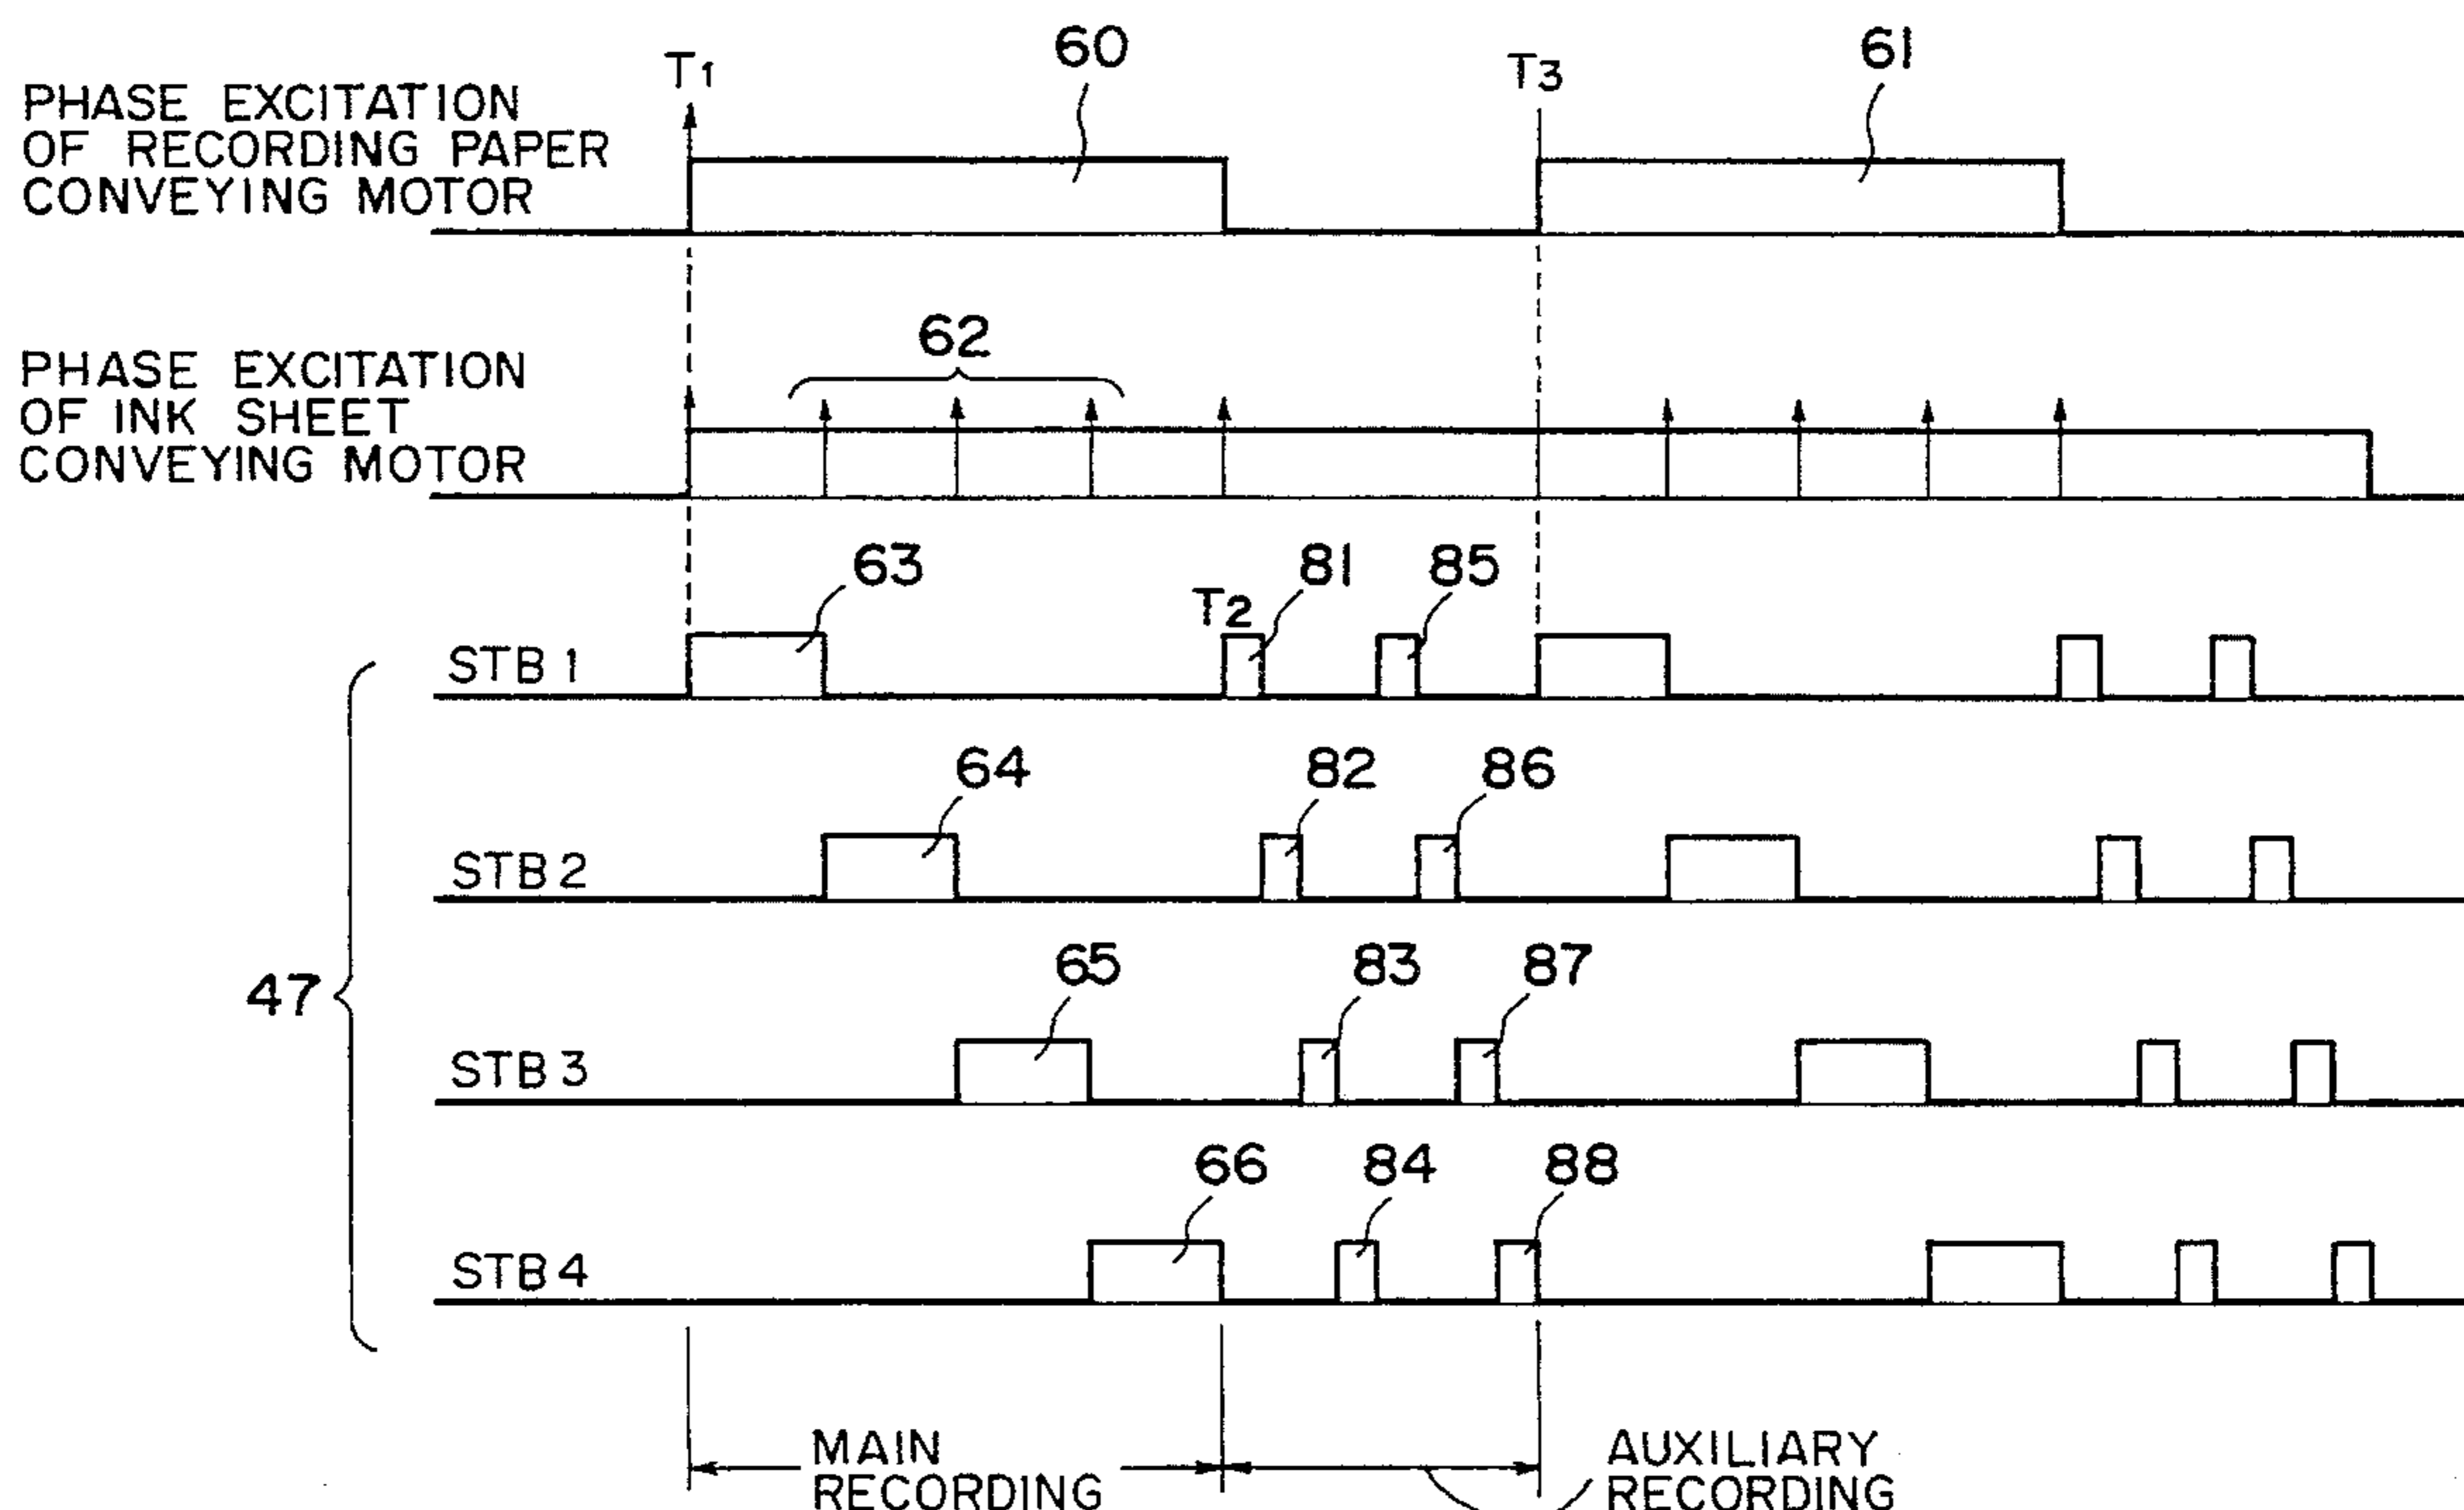 60
61
T1
T3
PHASE EXCITATION
OF RECORDING PAPER
CONVEYING MOTOR
62
PHASE EXCITATION
OF INK SHEET
CONVEYING MOTOR
63
81
85
T2
STB 1
64
82
86
STB 2
65
83
87
47
STB 3
66
84
88
STB 4
MAIN
RECORDING
AUXILIARY
RECORDING